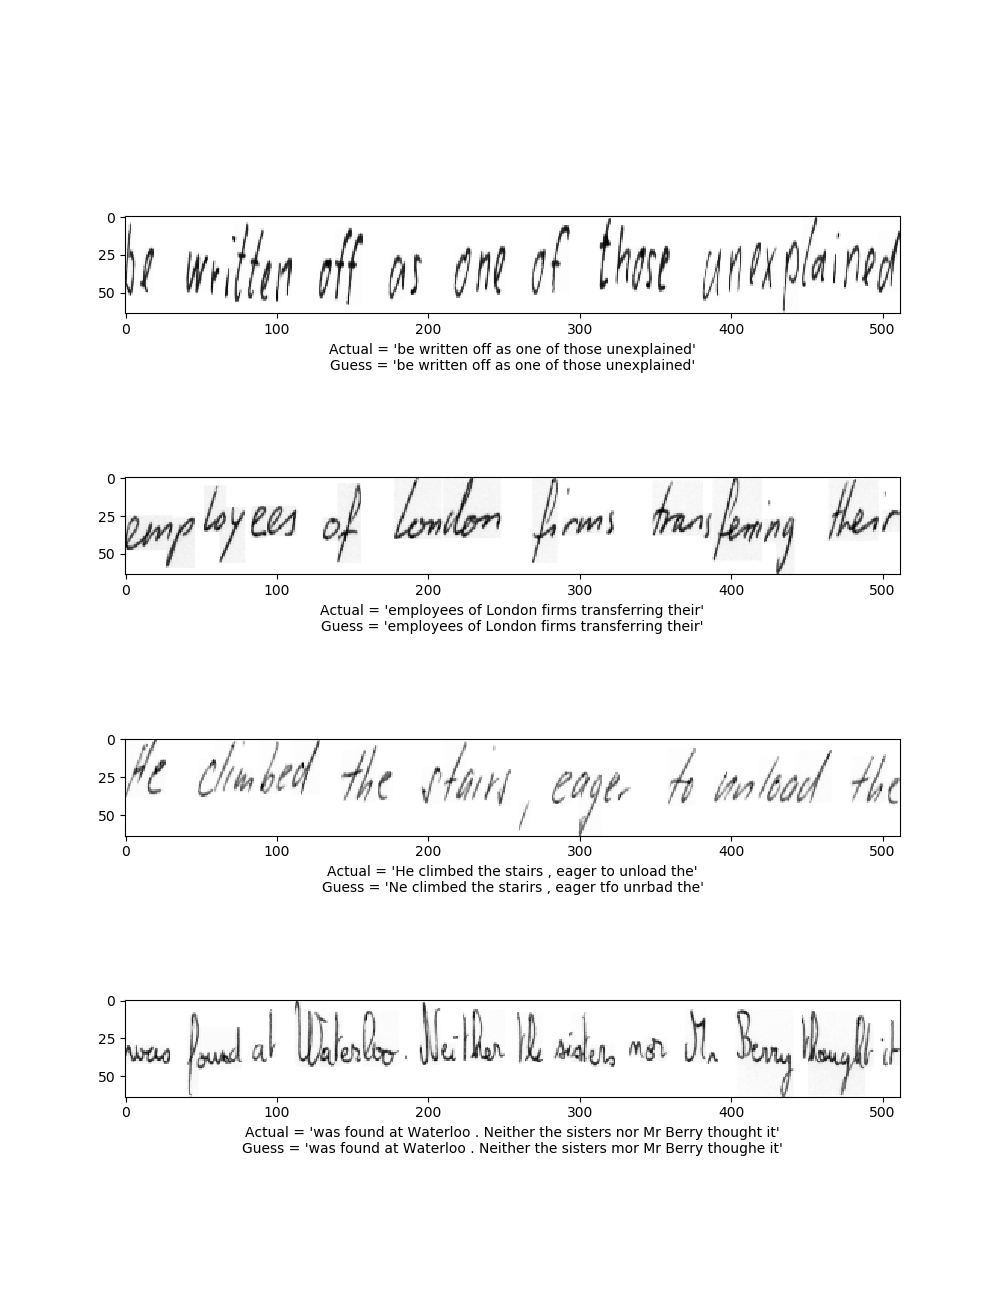 0
25
50
be written off as one of those unexplained
0 100 200 300 400 500
Actual = 'be written off as one of those unexplained'
Guess = 'be written off as one of those unexplained'
0
25
50
employees of London firms transferring their
0 100 200 300 400 500
Actual = 'employees of London firms transferring their'
Guess = 'employees of London firms transferring their'
0
25
50
He climbed the stairs, eager to unload the
0 100 200 300 400 500
Actual = 'He climbed the stairs , eager to unload the'
Guess = 'Ne climbed the starirs , eager tfo unrbad the'
0
25
50
was found at Waterloo. Neither the sisters nor Mr Berry thought it
0 100 200 300 400 500
Actual = 'was found at Waterloo . Neither the sisters nor Mr Berry thought it'
Guess = 'was found at Waterloo . Neither the sisters mor Mr Berry thoughe it'